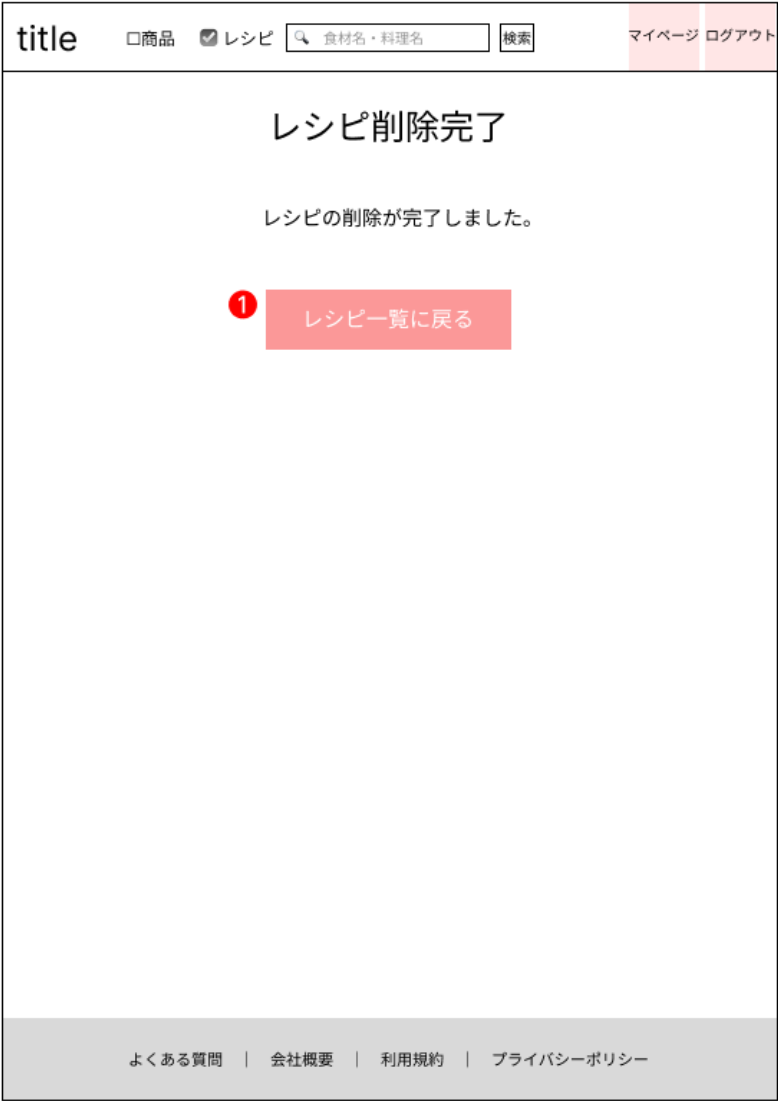 title □商品 レシピ 食材名・料理名 検索 マイページ ログアウト
レシピ削除完了
レシピの削除が完了しました。
1 レシピ一覧に戻る
よくある質問 | 会社概要 | 利用規約 | プライバシーポリシー